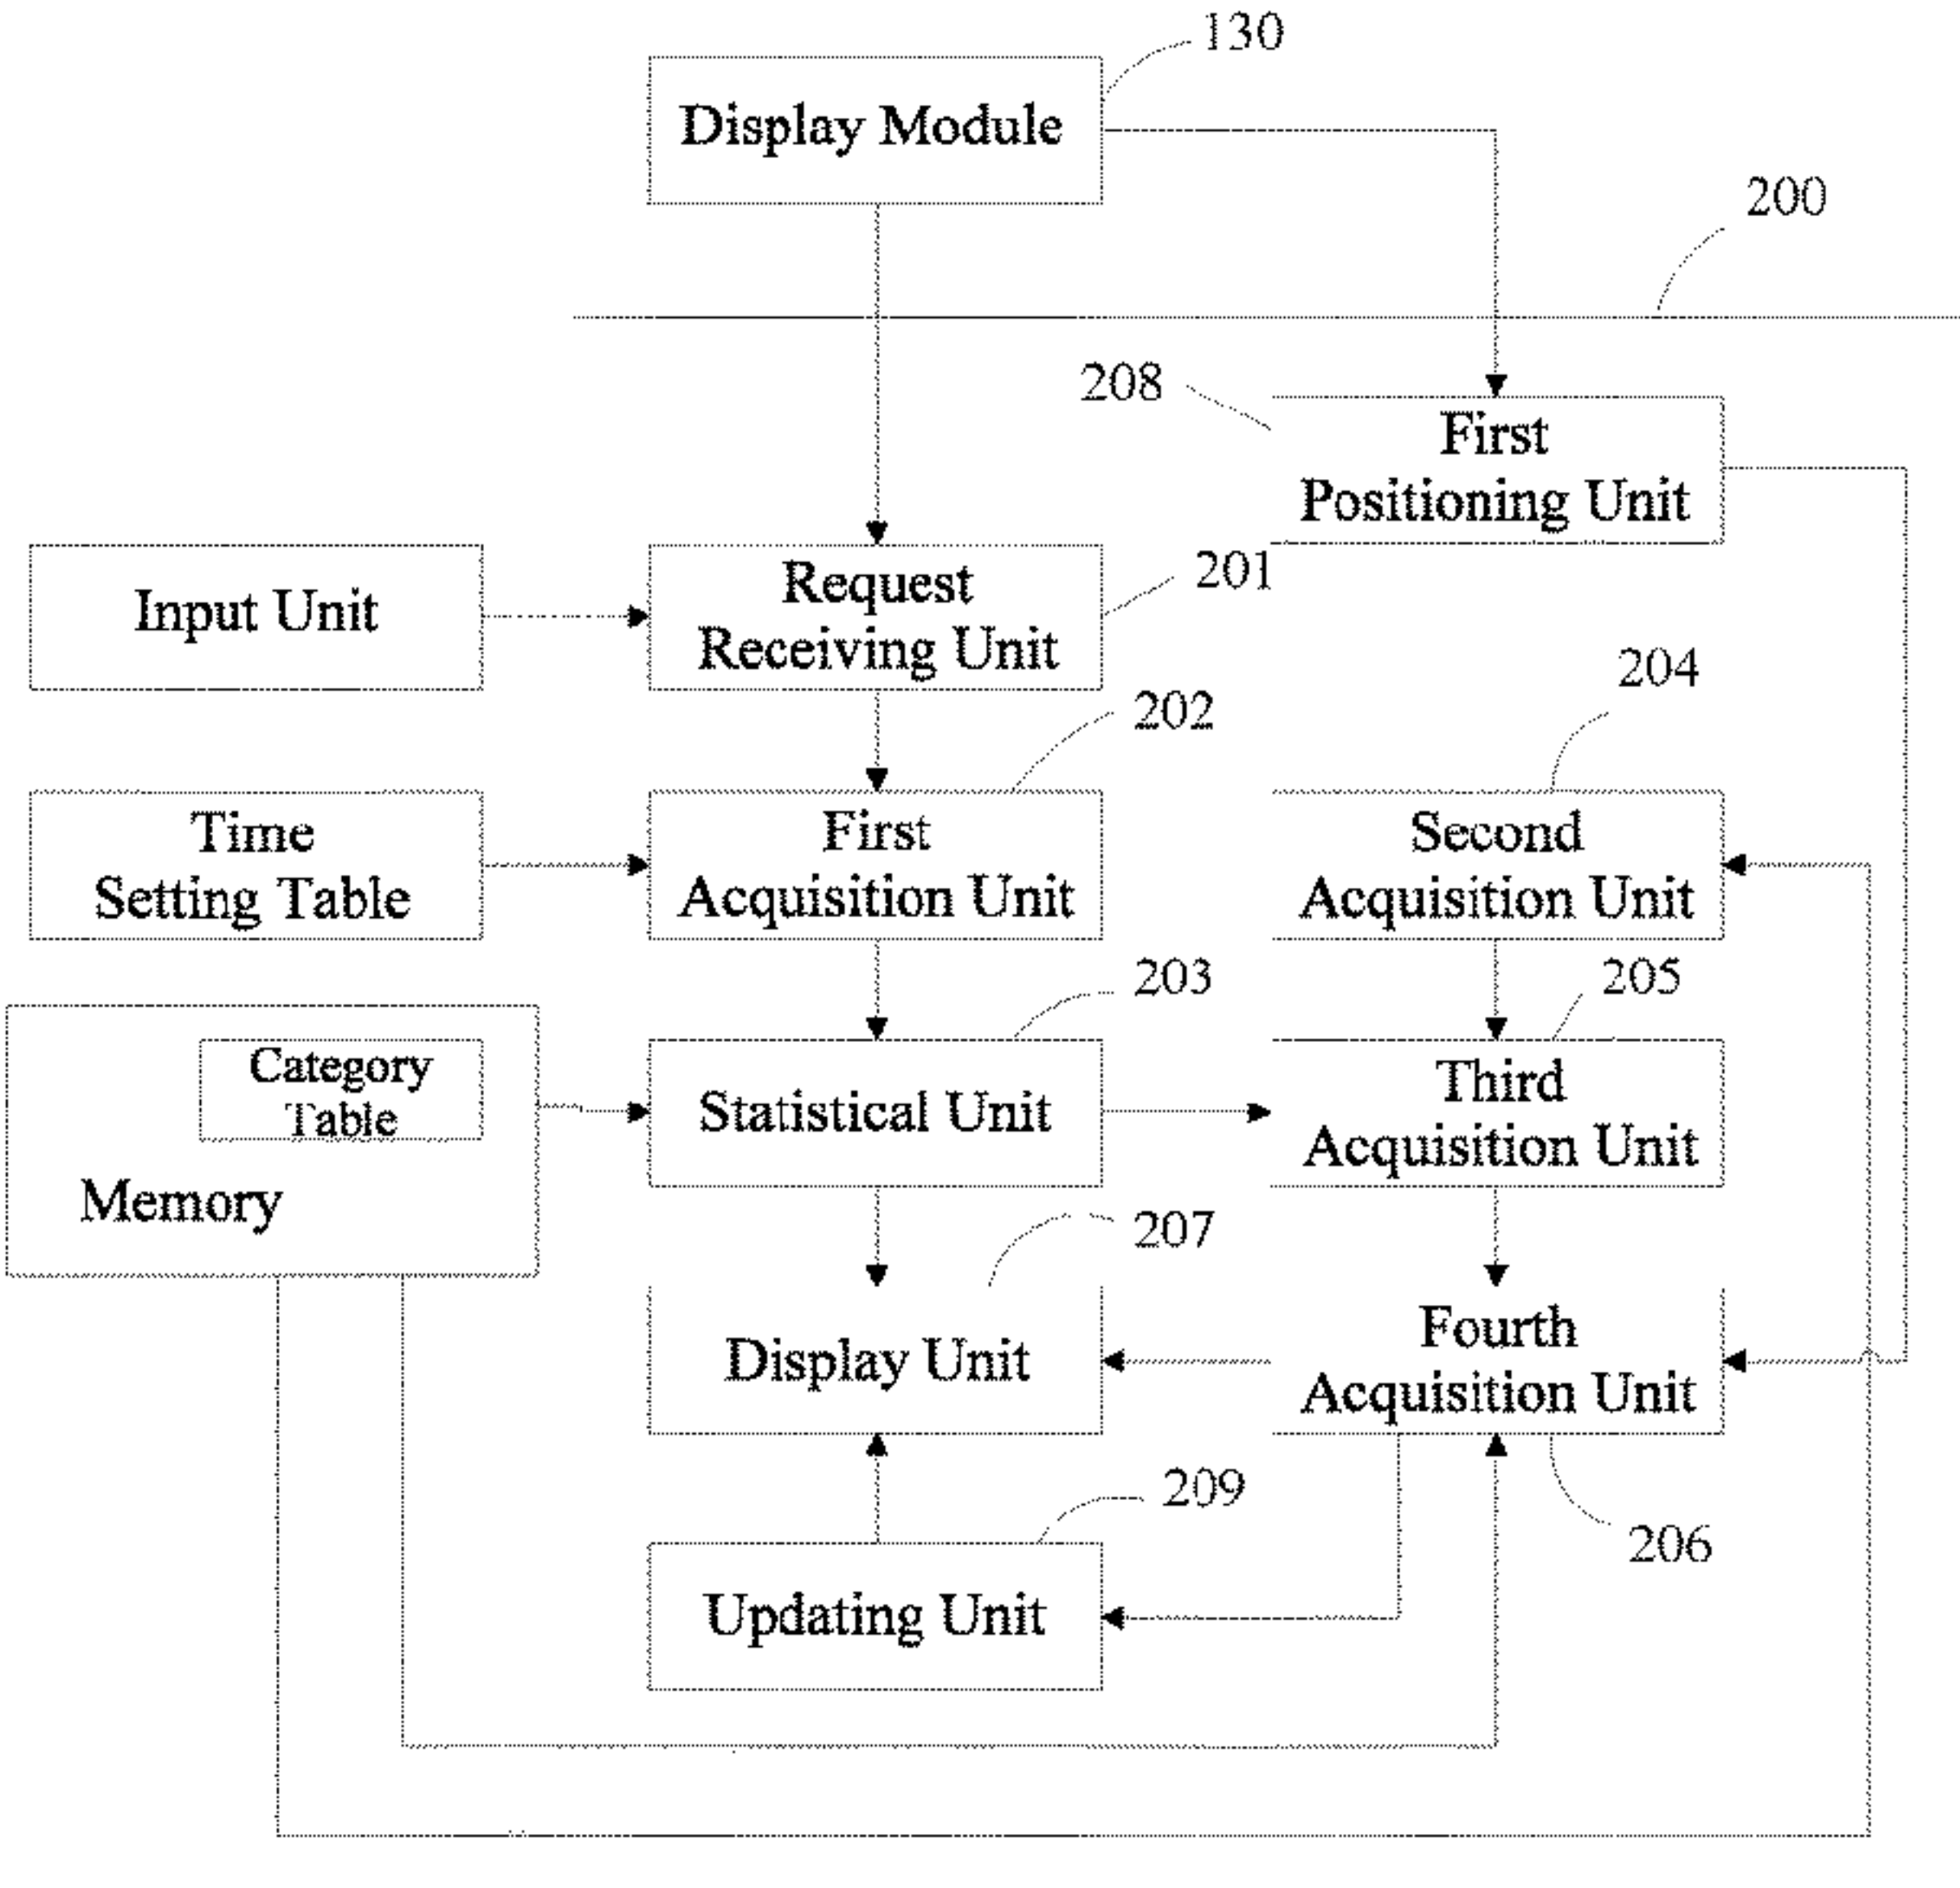 130
Display Module
200
208
First
Positioning Unit
Input Unit
Request
Receiving Unit
201
204
202
Time
Setting Table
First
Acquisition Unit
Second
Acquisition Unit
203
205
Category
Table
Memory
Statistical Unit
Third
Acquisition Unit
207
Display Unit
Fourth
Acquisition Unit
209
206
Updating Unit